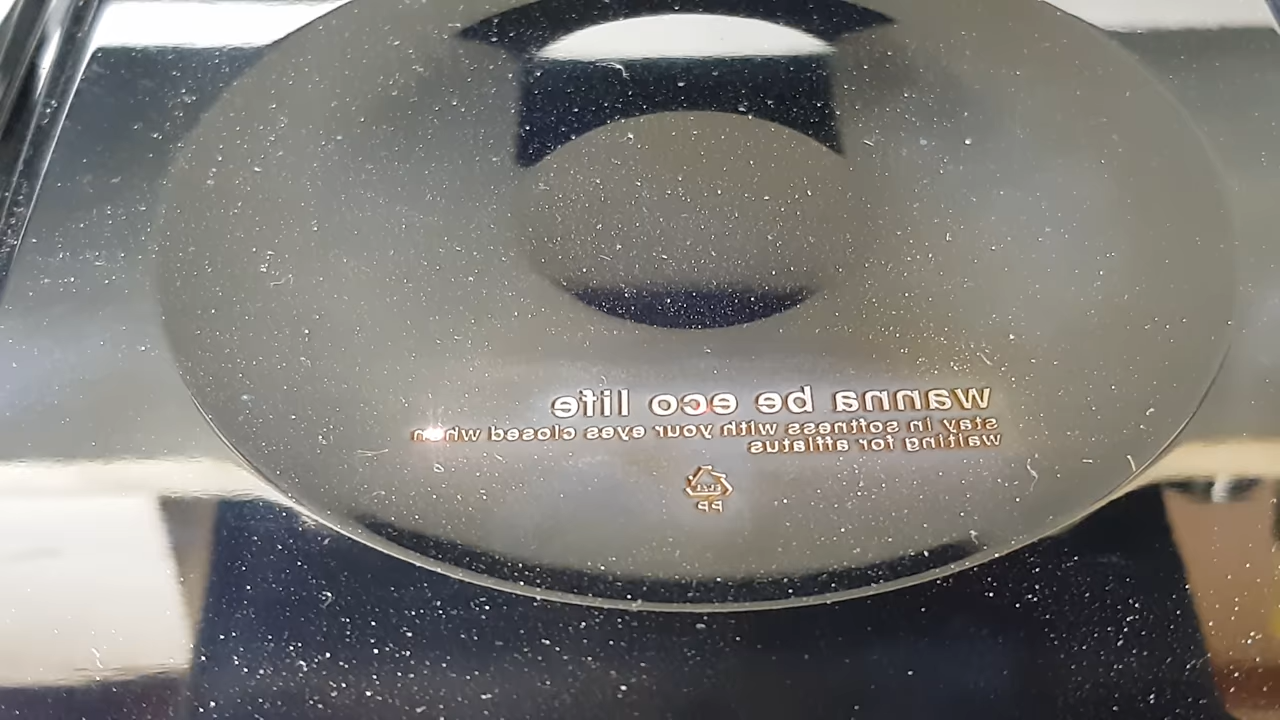 wanna be eco life
stay in softness with your eyes closed when
waiting for afflatus
PP